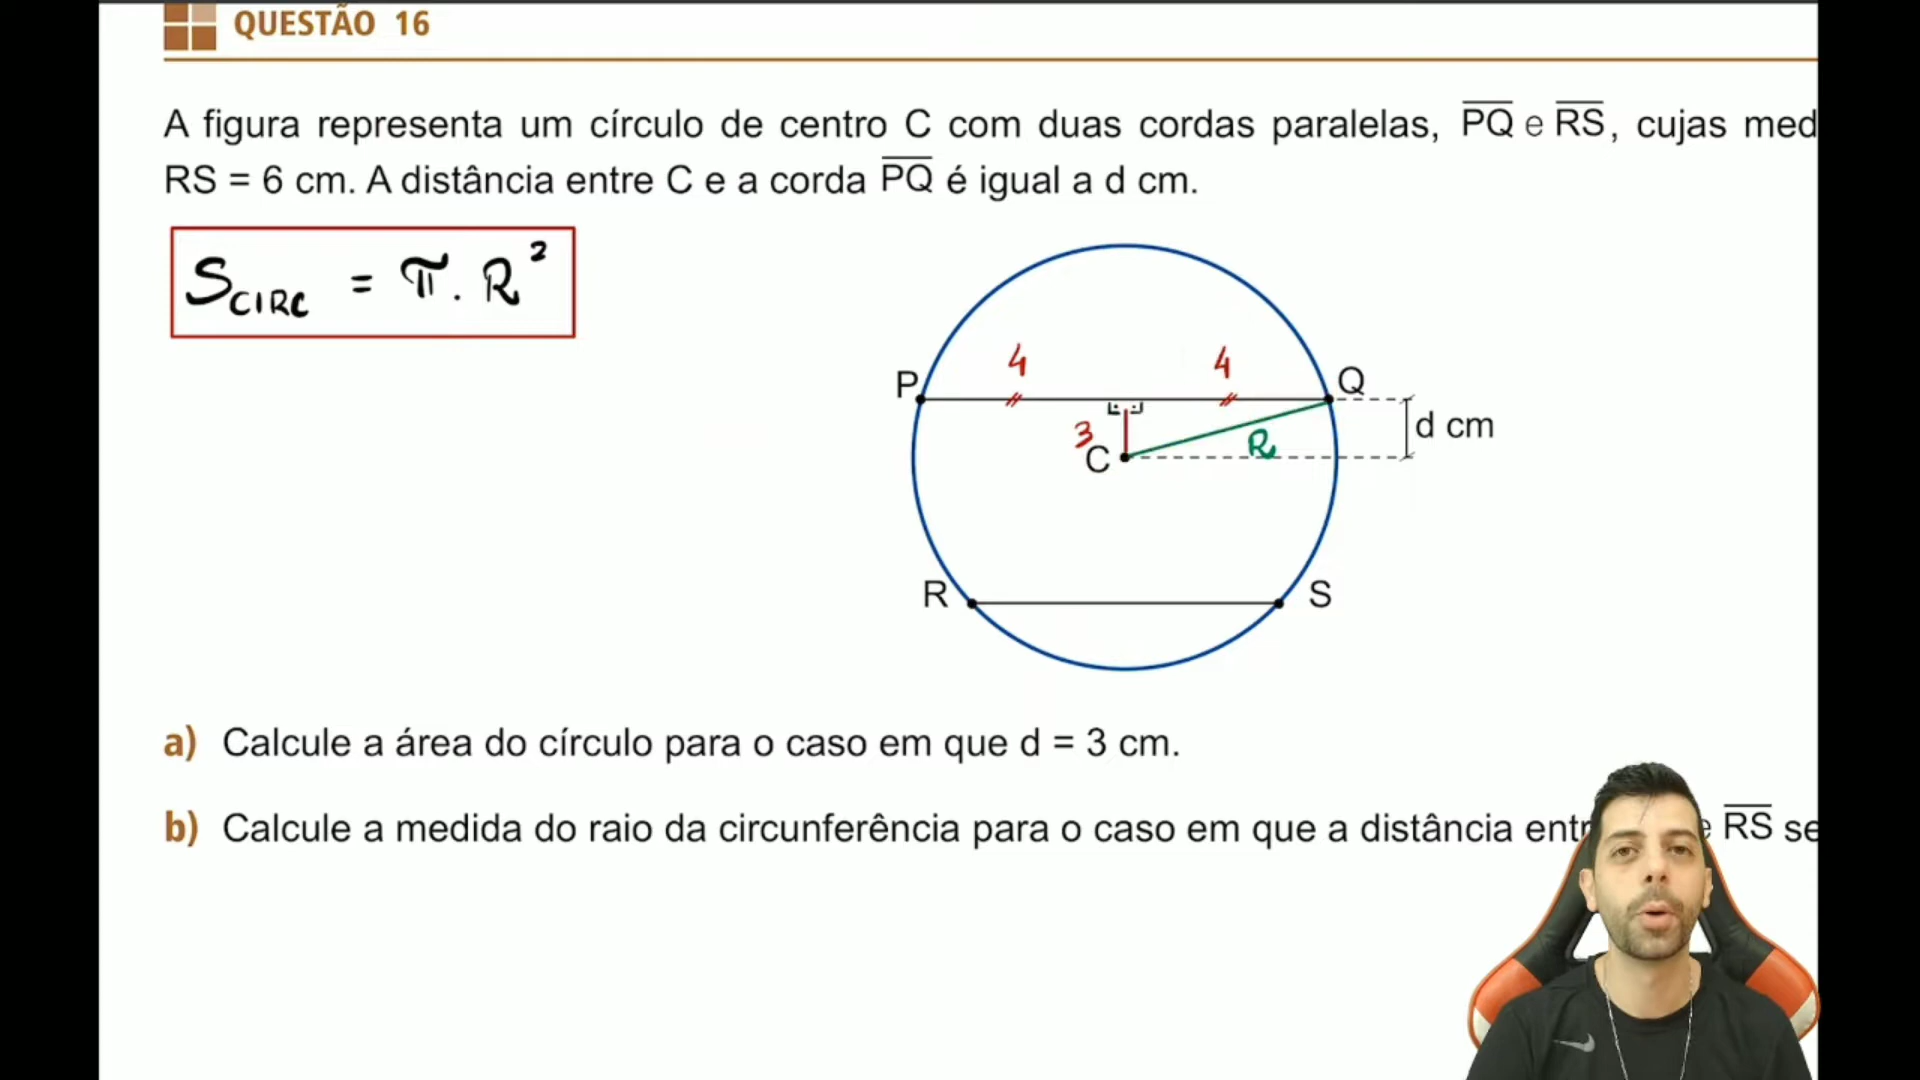 QUESTÃO 16
A figura representa um círculo de centro C com duas cordas paralelas, PQ e RS, cujas med
RS = 6 cm. A distância entre C e a corda PQ é igual a d cm.
S CIRC = π . R²
4 4
P Q
3 R d cm
C
R S
a) Calcule a área do círculo para o caso em que d = 3 cm.
b) Calcule a medida do raio da circunferência para o caso em que a distância entr e RS se